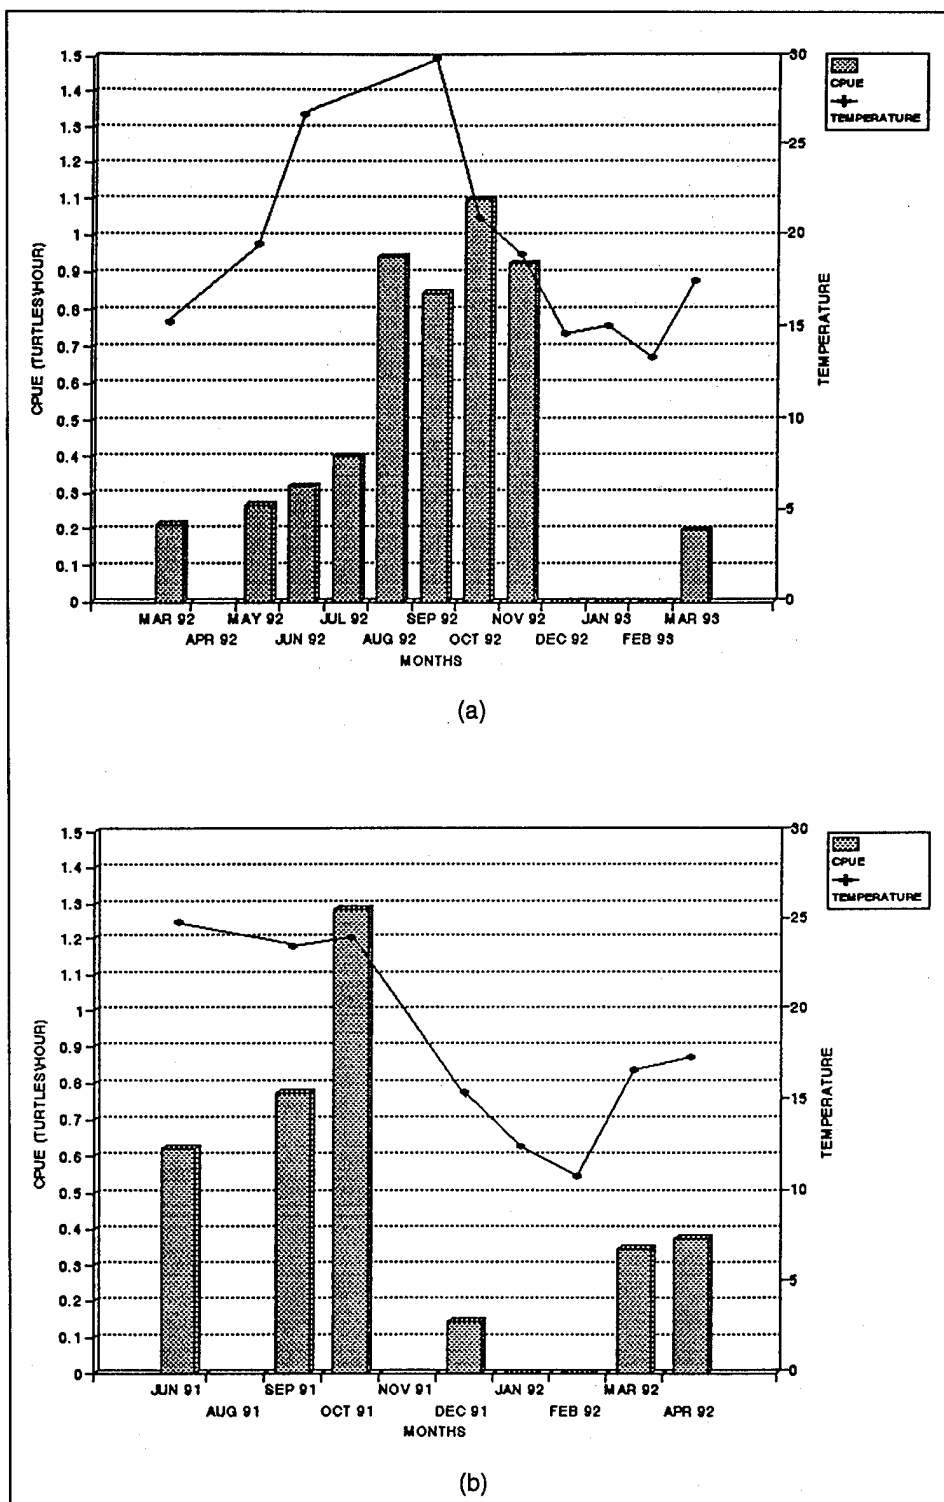 1.5
1.4
1.3
1.2
1.1
1
0.9
0.8
0.7
0.6
0.5
0.4
0.3
0.2
0.1
0
CPUE (TURTLES\HOUR)
30
25
20
15
10
5
0
TEMPERATURE
CPUE
TEMPERATURE
MAR 92 MAY 92 JUL 92 SEP 92 NOV 92 JAN 93 MAR 93
APR 92 JUN 92 AUG 92 OCT 92 DEC 92 FEB 93
MONTHS
(a)
1.5
1.4
1.3
1.2
1.1
1
0.9
0.8
0.7
0.6
0.5
0.4
0.3
0.2
0.1
0
CPUE (TURTLES\HOUR)
30
25
20
15
10
5
0
TEMPERATURE
CPUE
TEMPERATURE
JUN 91 SEP 91 NOV 91 JAN 92 MAR 92
AUG 91 OCT 91 DEC 91 FEB 92 APR 92
MONTHS
(b)